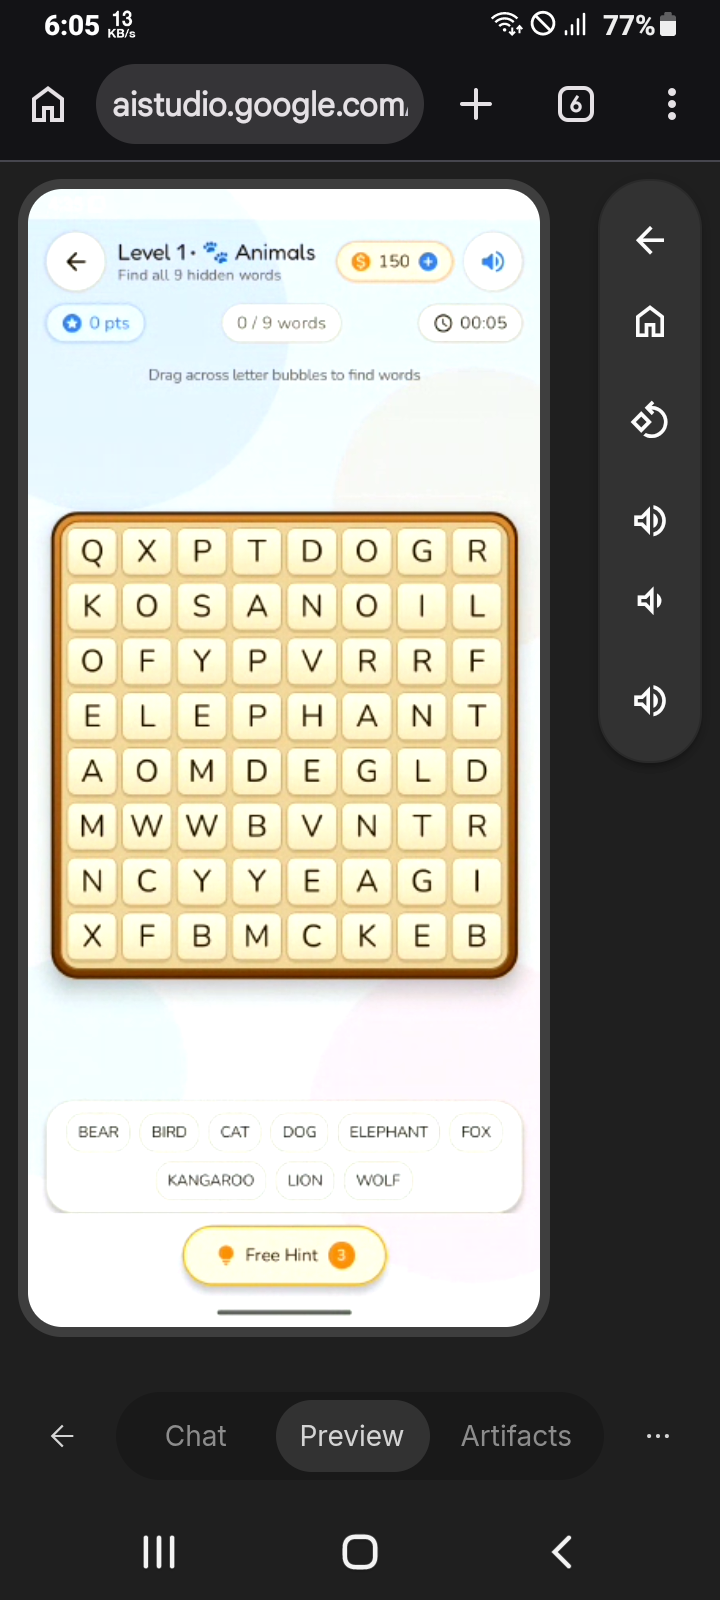 6:05 13 KB/s 77%
aistudio.google.com/ 6
Level 1 · 🐾 Animals
Find all 9 hidden words
150
0 pts
0 / 9 words
00:05
Drag across letter bubbles to find words
Q X P T D O G R
K O S A N O I L
O F Y P V R R F
E L E P H A N T
A O M D E G L D
M W W B V N T R
N C Y Y E A G I
X F B M C K E B
BEAR BIRD CAT DOG ELEPHANT FOX
KANGAROO LION WOLF
Free Hint 3
Chat Preview Artifacts